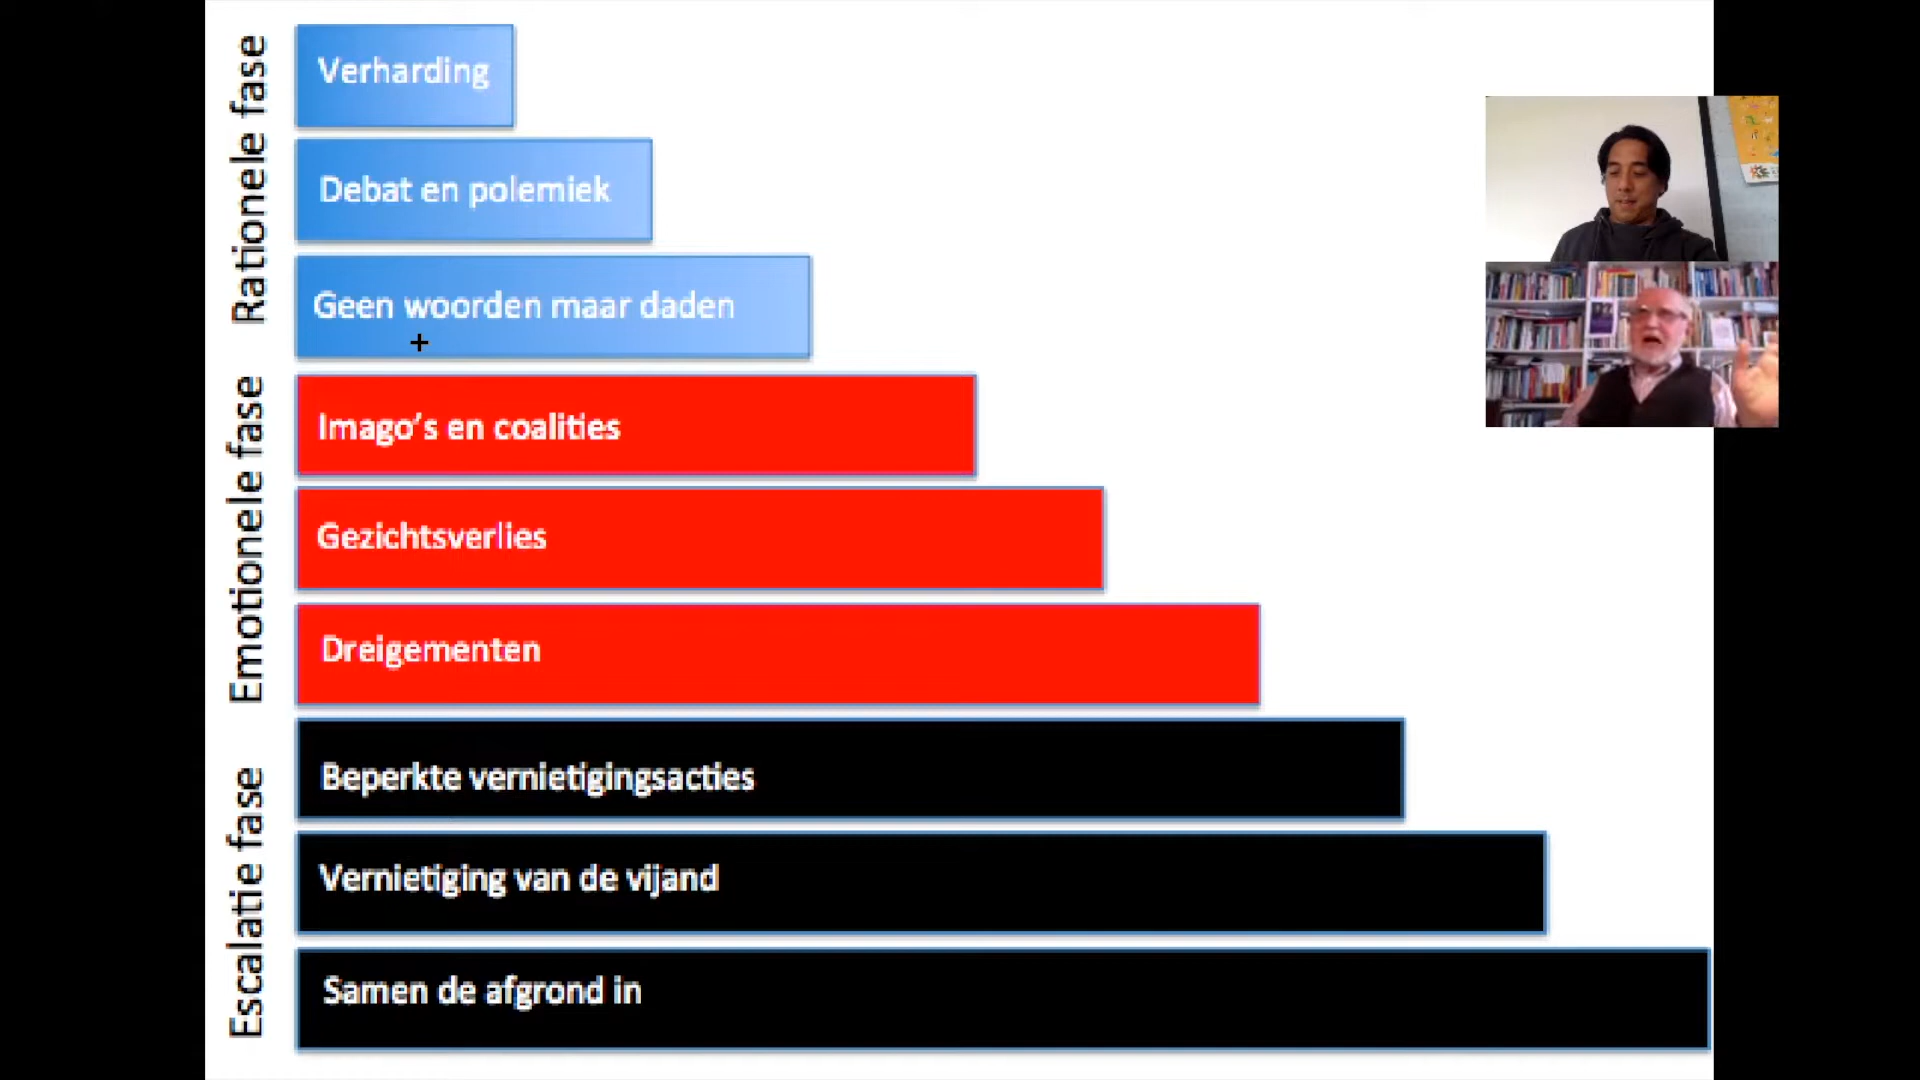 Rationele fase
Verharding
Debat en polemiek
Geen woorden maar daden
Emotionele fase
Imago's en coalities
Gezichtsverlies
Dreigementen
Escalatie fase
Beperkte vernietigingsacties
Vernietiging van de vijand
Samen de afgrond in